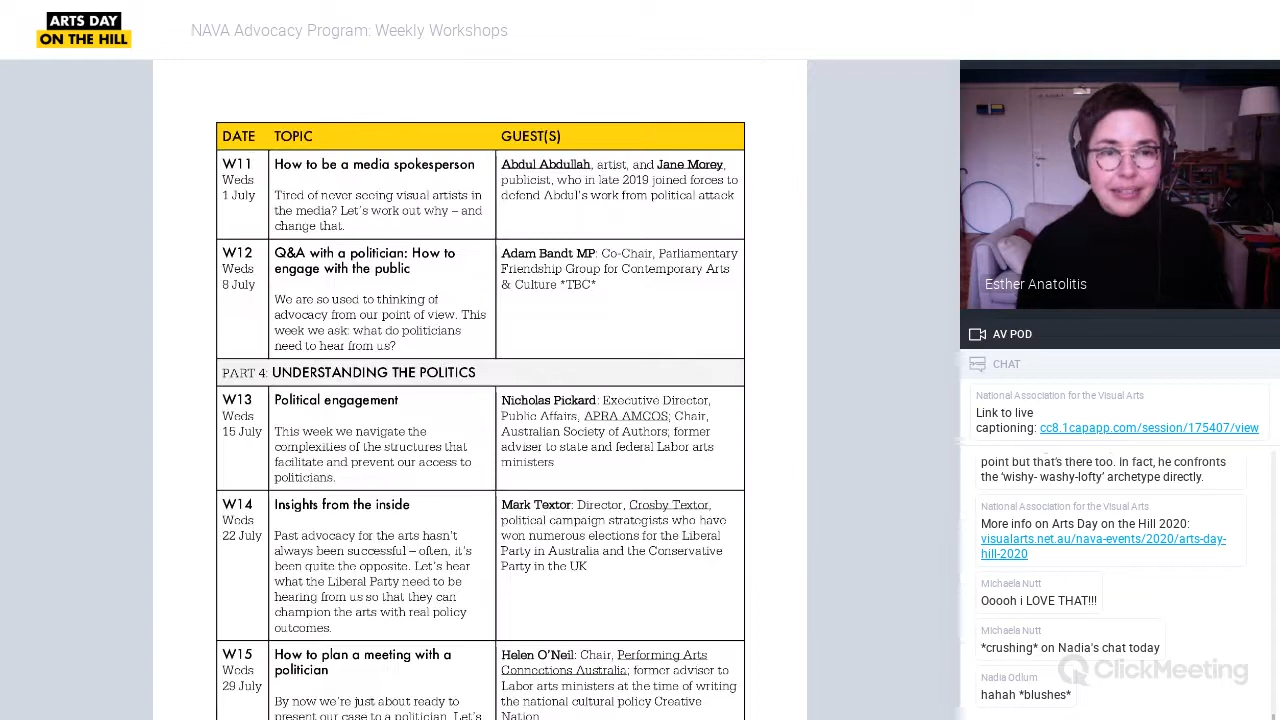 ARTS DAY
ON THE HILL
NAVA Advocacy Program: Weekly Workshops
DATE TOPIC GUEST(S)
W11
Weds
1 July
How to be a media spokesperson
Tired of never seeing visual artists in
the media? Let's work out why – and
change that.
Abdul Abdullah, artist, and Jane Morey,
publicist, who in late 2019 joined forces to
defend Abdul's work from political attack
W12
Weds
8 July
Q&A with a politician: How to
engage with the public
We are so used to thinking of
advocacy from our point of view. This
week we ask: what do politicians
need to hear from us?
Adam Bandt MP: Co-Chair, Parliamentary
Friendship Group for Contemporary Arts
& Culture *TBC*
PART 4: UNDERSTANDING THE POLITICS
W13
Weds
15 July
Political engagement
This week we navigate the
complexities of the structures that
facilitate and prevent our access to
politicians.
Nicholas Pickard: Executive Director,
Public Affairs, APRA AMCOS; Chair,
Australian Society of Authors; former
adviser to state and federal Labor arts
ministers
W14
Weds
22 July
Insights from the inside
Past advocacy for the arts hasn't
always been successful – often, it's
been quite the opposite. Let's hear
what the Liberal Party need to be
hearing from us so that they can
champion the arts with real policy
outcomes.
Mark Textor: Director, Crosby Textor,
political campaign strategists who have
won numerous elections for the Liberal
Party in Australia and the Conservative
Party in the UK
W15
Weds
29 July
How to plan a meeting with a
politician
By now we're just about ready to
present our case to a politician. Let's
Helen O'Neil: Chair, Performing Arts
Connections Australia; former advisor to
Labor arts ministers at the time of writing
the national cultural policy Creative
Nation
Esther Anatolitis
AV POD
CHAT
National Association for the Visual Arts
Link to live
captioning: cc8.1capapp.com/session/175407/view
point but that's there too. In fact, he confronts
the 'wishy- washy-lofty' archetype directly.
National Association for the Visual Arts
More info on Arts Day on the Hill 2020:
visualarts.net.au/nava-events/2020/arts-day-
hill-2020
Michaela Nutt
Ooooh i LOVE THAT!!!
Michaela Nutt
*crushing* on Nadia's chat today
ClickMeeting
Nadia Odlum
hahah *blushes*